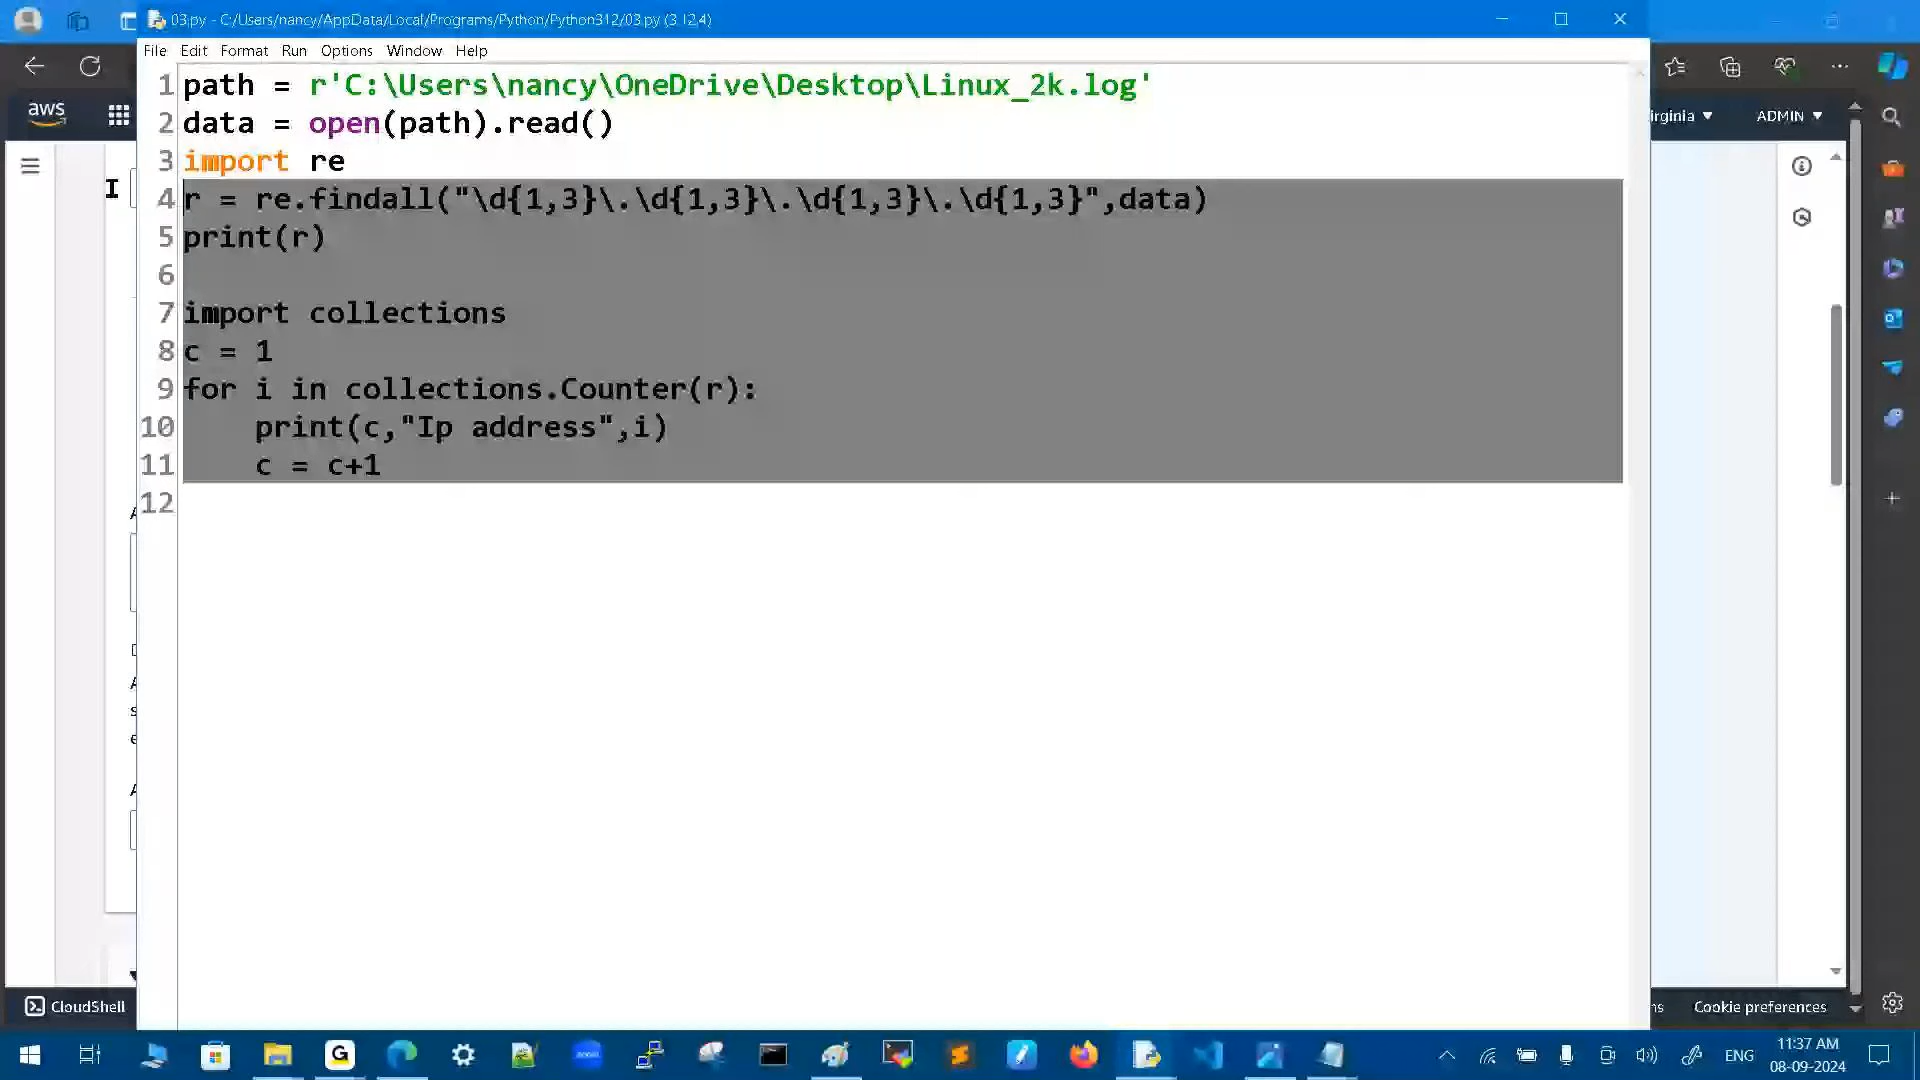 03.py - C:/Users/nancy/AppData/Local/Programs/Python/Python312/03.py (3.12.4)
File Edit Format Run Options Window Help
1 path = r'C:\Users\nancy\OneDrive\Desktop\Linux_2k.log'
2 data = open(path).read()
3 import re
4 r = re.findall("\d{1,3}\.\d{1,3}\.\d{1,3}\.\d{1,3}",data)
5 print(r)
6
7 import collections
8 c = 1
9 for i in collections.Counter(r):
10 print(c,"Ip address",i)
11 c = c+1
12
aws
irginia
ADMIN
CloudShell
ns
Cookie preferences
zoom
G
ENG
11:37 AM
08-09-2024